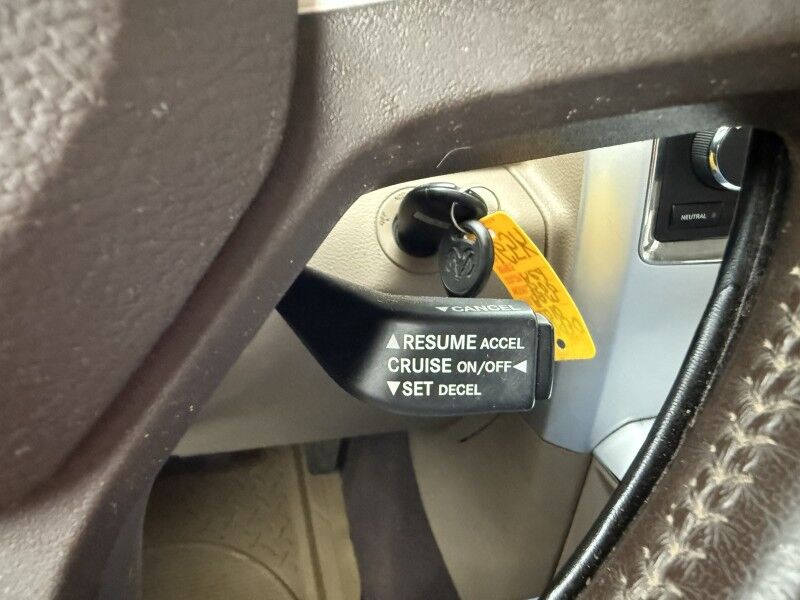 NEUTRAL
▼CANCEL
▲RESUME ACCEL
CRUISE ON/OFF◀
▼SET DECEL